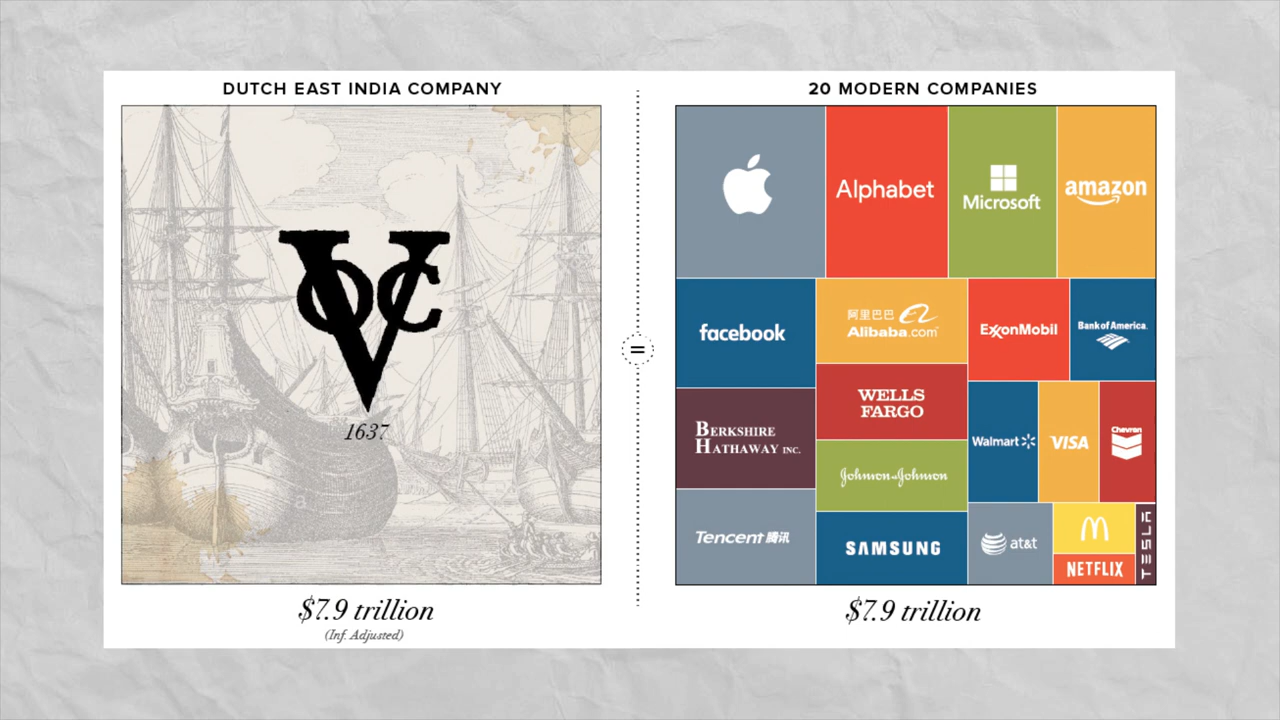 DUTCH EAST INDIA COMPANY
VOC
1637
$7.9 trillion
(Inf. Adjusted)
=
20 MODERN COMPANIES
Alphabet
Microsoft
amazon
facebook
阿里巴巴
Alibaba.com
ExxonMobil
Bank of America.
BERKSHIRE
HATHAWAY INC.
WELLS
FARGO
Walmart
VISA
Chevron
Johnson & Johnson
Tencent 腾讯
SAMSUNG
at&t
NETFLIX
TESLA
$7.9 trillion